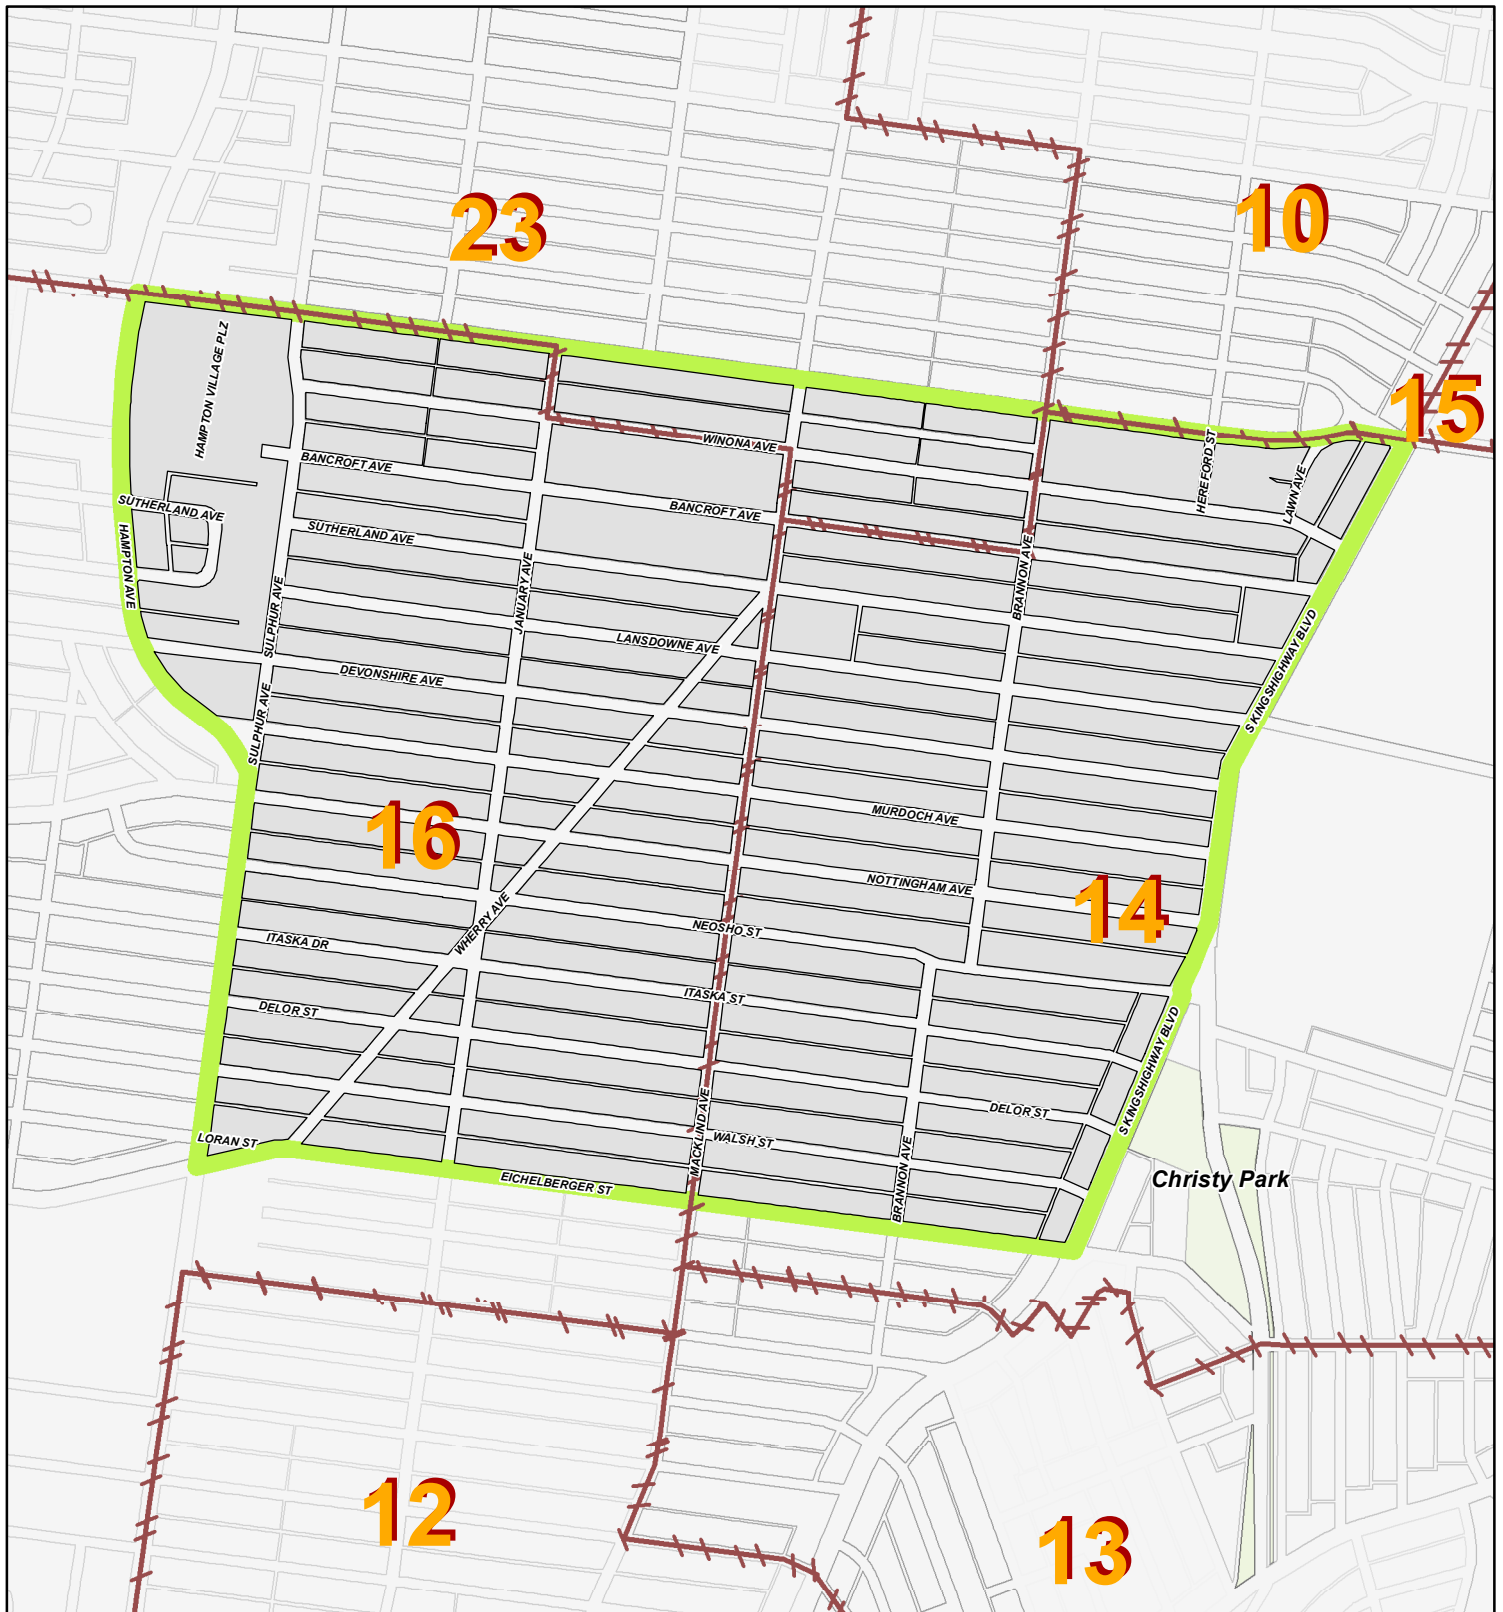 23
10
15
HAMPTON VILLAGE PLZ
WINONA AVE
HEREFORD ST
LAWN AVE
BANCROFT AVE
BANCROFT AVE
SUTHERLAND AVE
SUTHERLAND AVE
HAMPTON AVE
SULPHUR AVE
JANUARY AVE
BRANNON AVE
LANSDOWNE AVE
DEVONSHIRE AVE
S KINGSHIGHWAY BLVD
SULPHUR AVE
16
MURDOCH AVE
NOTTINGHAM AVE
14
WHERRY AVE
NEOSHO ST
ITASKA DR
ITASKA ST
DELOR ST
S KINGSHIGHWAY BLVD
DELOR ST
MACKLIND AVE
WALSH ST
LORAN ST
BRANNON AVE
EICHELBERGER ST
Christy Park
12
13